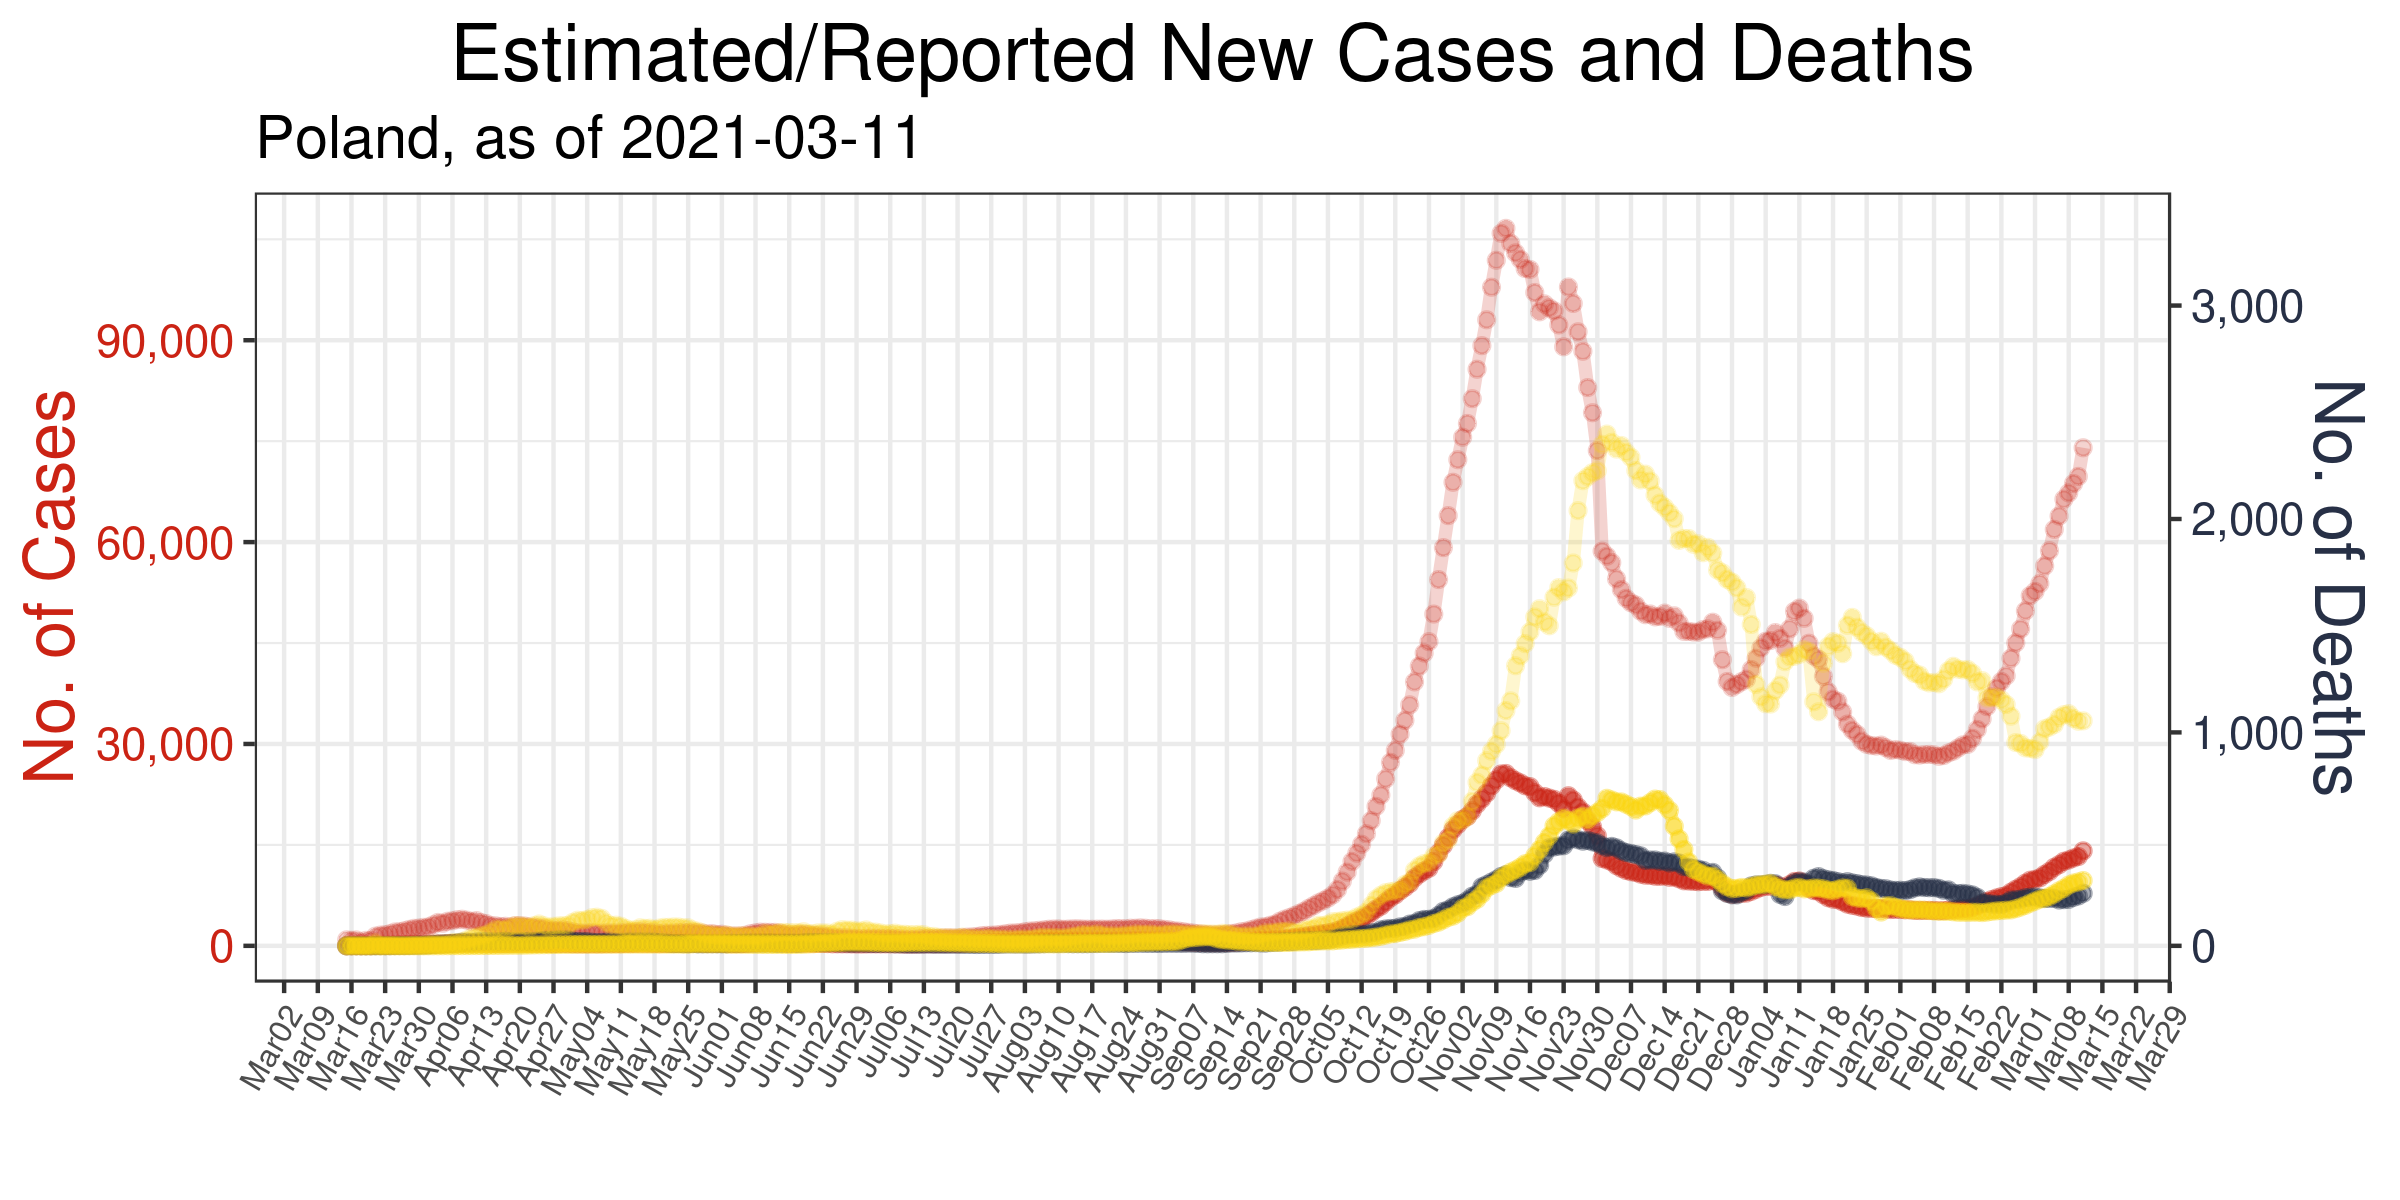 Estimated/Reported New Cases and Deaths
Poland, as of 2021-03-11
No. of Cases
90,000
60,000
30,000
0
3,000
2,000
1,000
0
No. of Deaths
Mar02
Mar09
Mar16
Mar23
Mar30
Apr06
Apr13
Apr20
Apr27
May04
May11
May18
May25
Jun01
Jun08
Jun15
Jun22
Jun29
Jul06
Jul13
Jul20
Jul27
Aug03
Aug10
Aug17
Aug24
Aug31
Sep07
Sep14
Sep21
Sep28
Oct05
Oct12
Oct19
Oct26
Nov02
Nov09
Nov16
Nov23
Nov30
Dec07
Dec14
Dec21
Dec28
Jan04
Jan11
Jan18
Jan25
Feb01
Feb08
Feb15
Feb22
Mar01
Mar08
Mar15
Mar22
Mar29